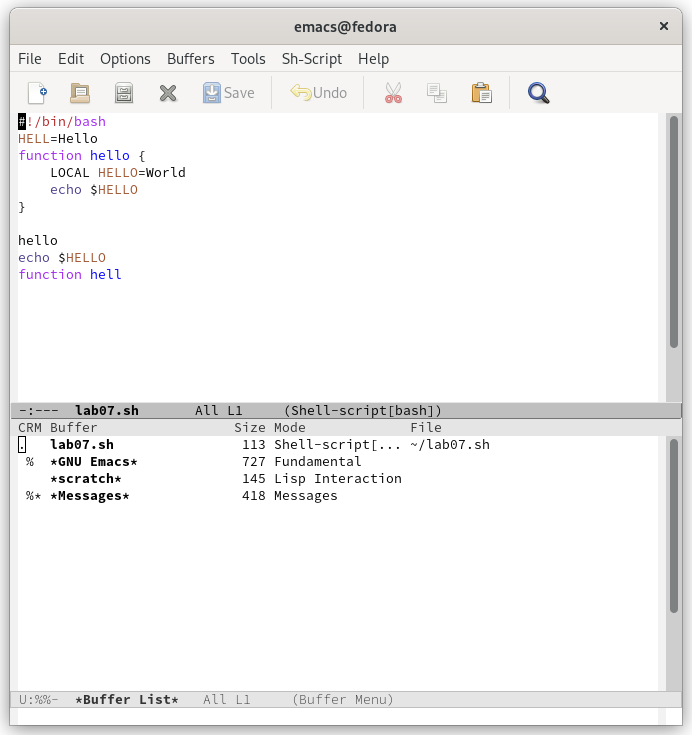 emacs@fedora ×
File Edit Options Buffers Tools Sh-Script Help
Save Undo
#!/bin/bash
HELL=Hello
function hello {
    LOCAL HELLO=World
    echo $HELLO
}
hello
echo $HELLO
function hell
-:---  lab07.sh       All L1     (Shell-script[bash])
CRM Buffer                 Size Mode             File
.   lab07.sh                113 Shell-script[... ~/lab07.sh
 %  *GNU Emacs*             727 Fundamental
    *scratch*               145 Lisp Interaction
 %* *Messages*              418 Messages
U:%%-  *Buffer List*   All L1     (Buffer Menu)